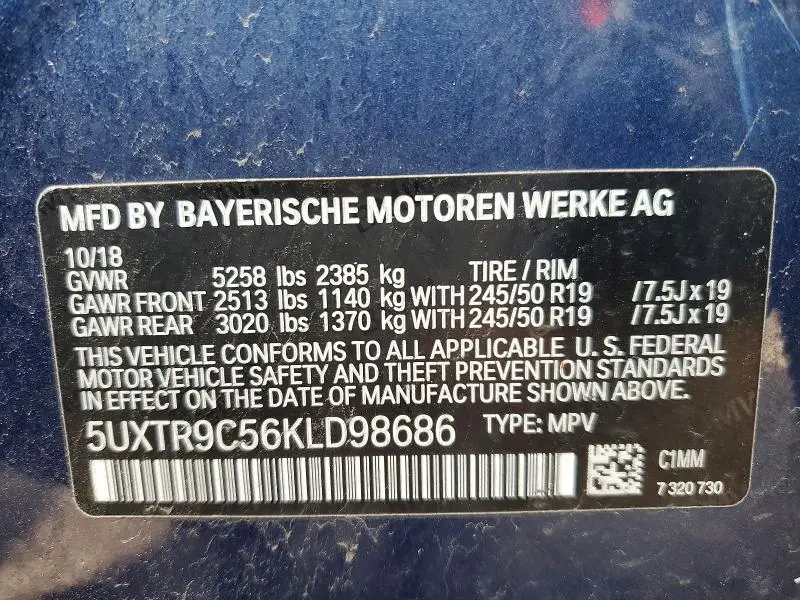 MFD BY BAYERISCHE MOTOREN WERKE AG
10/18
GVWR 5258 lbs 2385 kg TIRE / RIM
GAWR FRONT 2513 lbs 1140 kg WITH 245/50 R19 /7.5J x 19
GAWR REAR 3020 lbs 1370 kg WITH 245/50 R19 /7.5J x 19
THIS VEHICLE CONFORMS TO ALL APPLICABLE U. S. FEDERAL
MOTOR VEHICLE SAFETY AND THEFT PREVENTION STANDARDS
IN EFFECT ON THE DATE OF MANUFACTURE SHOWN ABOVE.
5UXTR9C56KLD98686 TYPE: MPV
C1MM
7 320 730